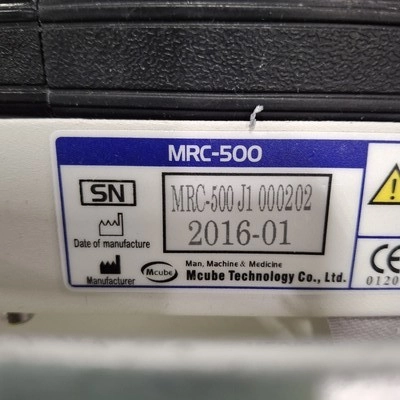 MRC-500
SN
MRC-500 J1 000202
Date of manufacture
2016-01
Manufacturer
Mcube
Man, Machine & Medicine
Mcube Technology Co., Ltd.
CE
0120